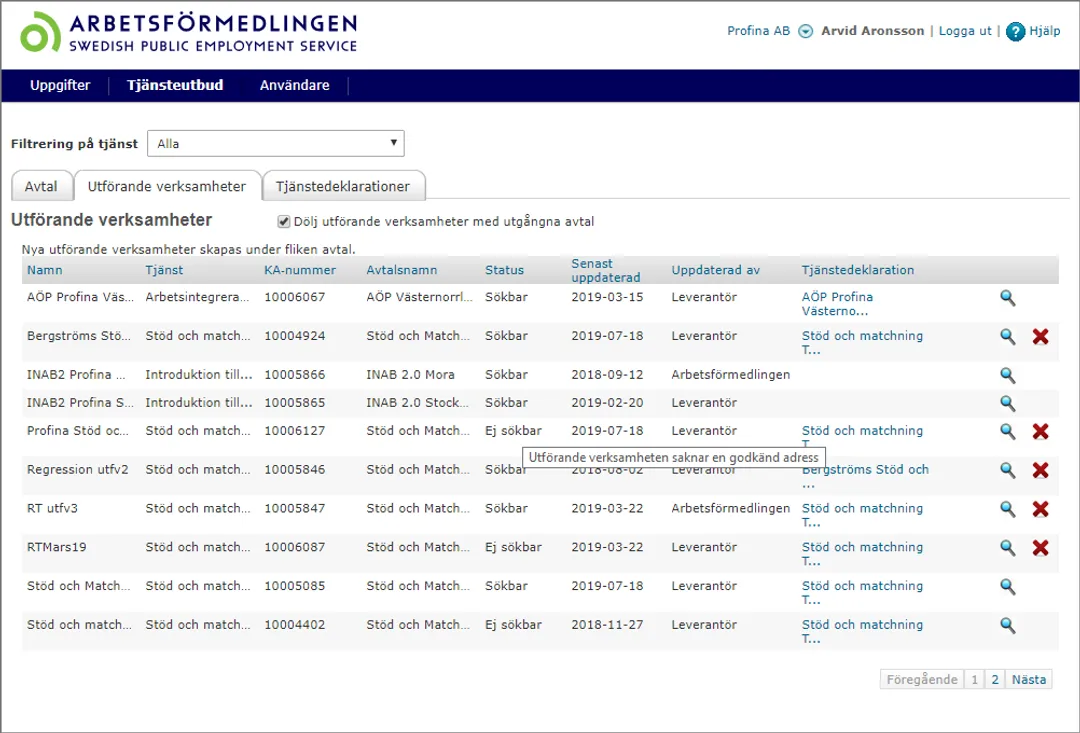 ARBETSFÖRMEDLINGEN
SWEDISH PUBLIC EMPLOYMENT SERVICE
Profina AB Arvid Aronsson | Logga ut | ? Hjälp
Uppgifter Tjänsteutbud Användare
Filtrering på tjänst Alla
Avtal Utförande verksamheter Tjänstedeklarationer
Utförande verksamheter Dölj utförande verksamheter med utgångna avtal
Nya utförande verksamheter skapas under fliken avtal.
Namn Tjänst KA-nummer Avtalsnamn Status Senast uppdaterad Uppdaterad av Tjänstedeklaration
AÖP Profina Väs... Arbetsintegrera... 10006067 AÖP Västernorrl... Sökbar 2019-03-15 Leverantör AÖP Profina Västerno...
Bergströms Stö... Stöd och match... 10004924 Stöd och Match... Sökbar 2019-07-18 Leverantör Stöd och matchning T...
INAB2 Profina ... Introduktion till... 10005866 INAB 2.0 Mora Sökbar 2018-09-12 Arbetsförmedlingen
INAB2 Profina S... Introduktion till... 10005865 INAB 2.0 Stock... Sökbar 2019-02-20 Leverantör
Profina Stöd oc... Stöd och match... 10006127 Stöd och Match... Ej sökbar 2019-07-18 Leverantör Stöd och matchning T...
Utförande verksamheten saknar en godkänd adress
Regression utfv2 Stöd och match... 10005846 Stöd och Match... Sökbar 2018-08-02 Leverantör Bergströms Stöd och ...
RT utfv3 Stöd och match... 10005847 Stöd och Match... Sökbar 2019-03-22 Arbetsförmedlingen Stöd och matchning T...
RTMars19 Stöd och match... 10006087 Stöd och Match... Ej sökbar 2019-03-22 Leverantör Stöd och matchning T...
Stöd och Match... Stöd och match... 10005085 Stöd och Match... Sökbar 2019-07-18 Leverantör Stöd och matchning T...
Stöd och match... Stöd och match... 10004402 Stöd och Match... Ej sökbar 2018-11-27 Leverantör Stöd och matchning T...
Föregående 1 2 Nästa